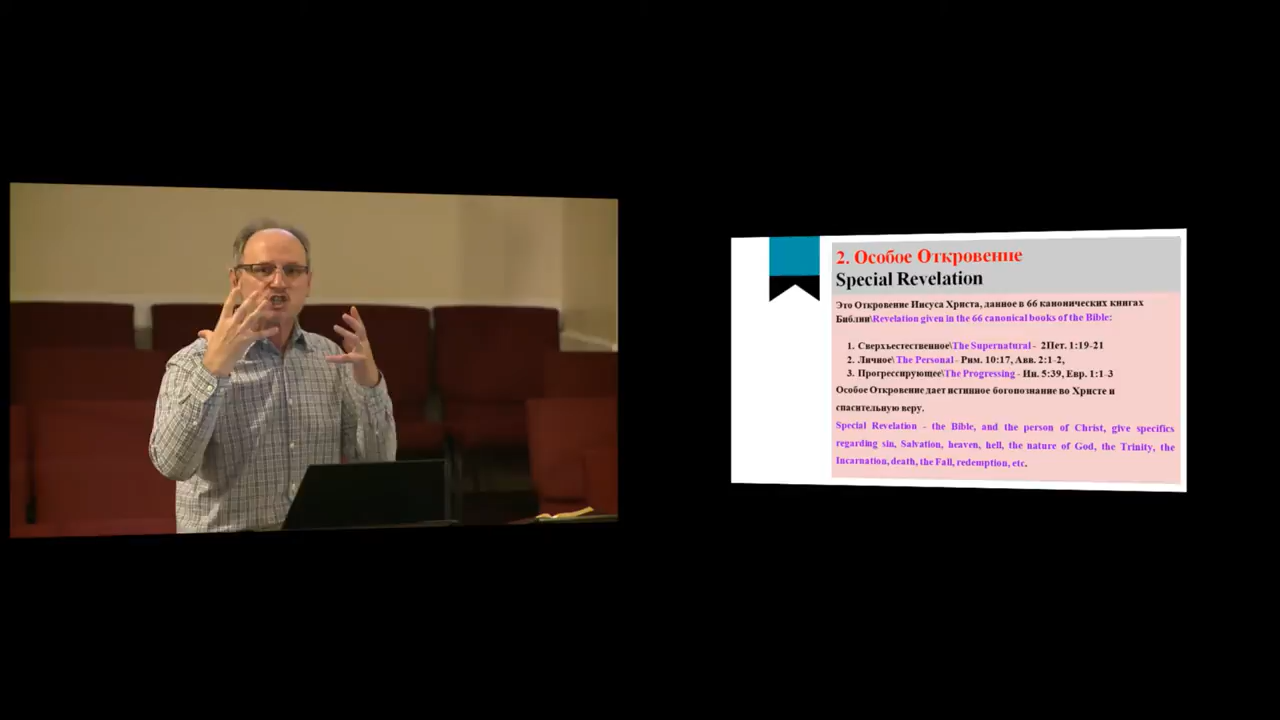 2. Особое Откровение
Special Revelation
Это Откровение Иисуса Христа, данное в 66 канонических книгах
Библии\Revelation given in the 66 canonical books of the Bible:
1. Сверхъестественное\The Supernatural - 2Пет. 1:19-21
2. Личное\ The Personal - Рим. 10:17, Авв. 2:1-2,
3. Прогрессирующее\The Progressing - Ин. 5:39, Евр. 1:1-3
Особое Откровение дает истинное богопознание во Христе и
спасительную веру.
Special Revelation - the Bible, and the person of Christ, give specifics
regarding sin, Salvation, heaven, hell, the nature of God, the Trinity, the
Incarnation, death, the Fall, redemption, etc.